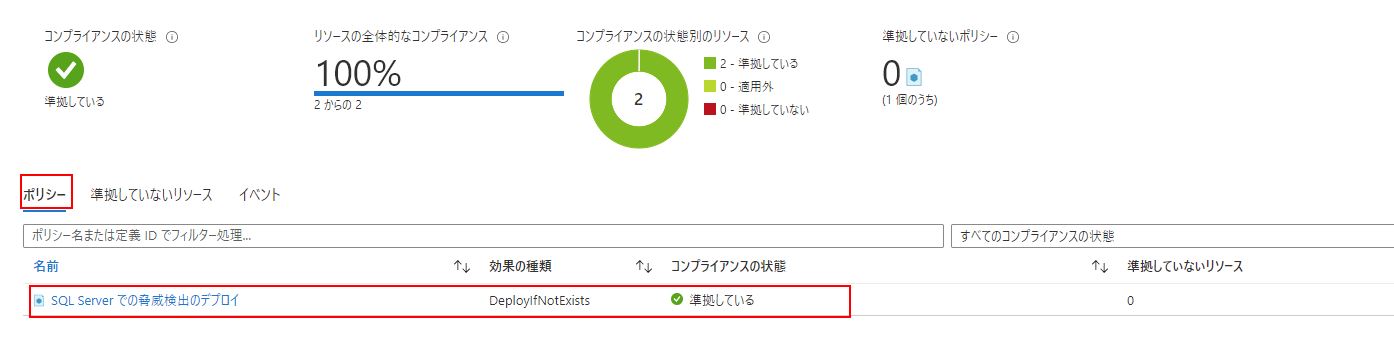 コンプライアンスの状態
準拠している
リソースの全体的なコンプライアンス
100%
2 からの 2
コンプライアンスの状態別のリソース
2
2 - 準拠している
0 - 適用外
0 - 準拠していない
準拠していないポリシー
0
(1 個のうち)
ポリシー 準拠していないリソース イベント
ポリシー名または定義 ID でフィルター処理... すべてのコンプライアンスの状態
名前 効果の種類 コンプライアンスの状態 準拠していないリソース
SQL Server での脅威検出のデプロイ DeployIfNotExists 準拠している 0